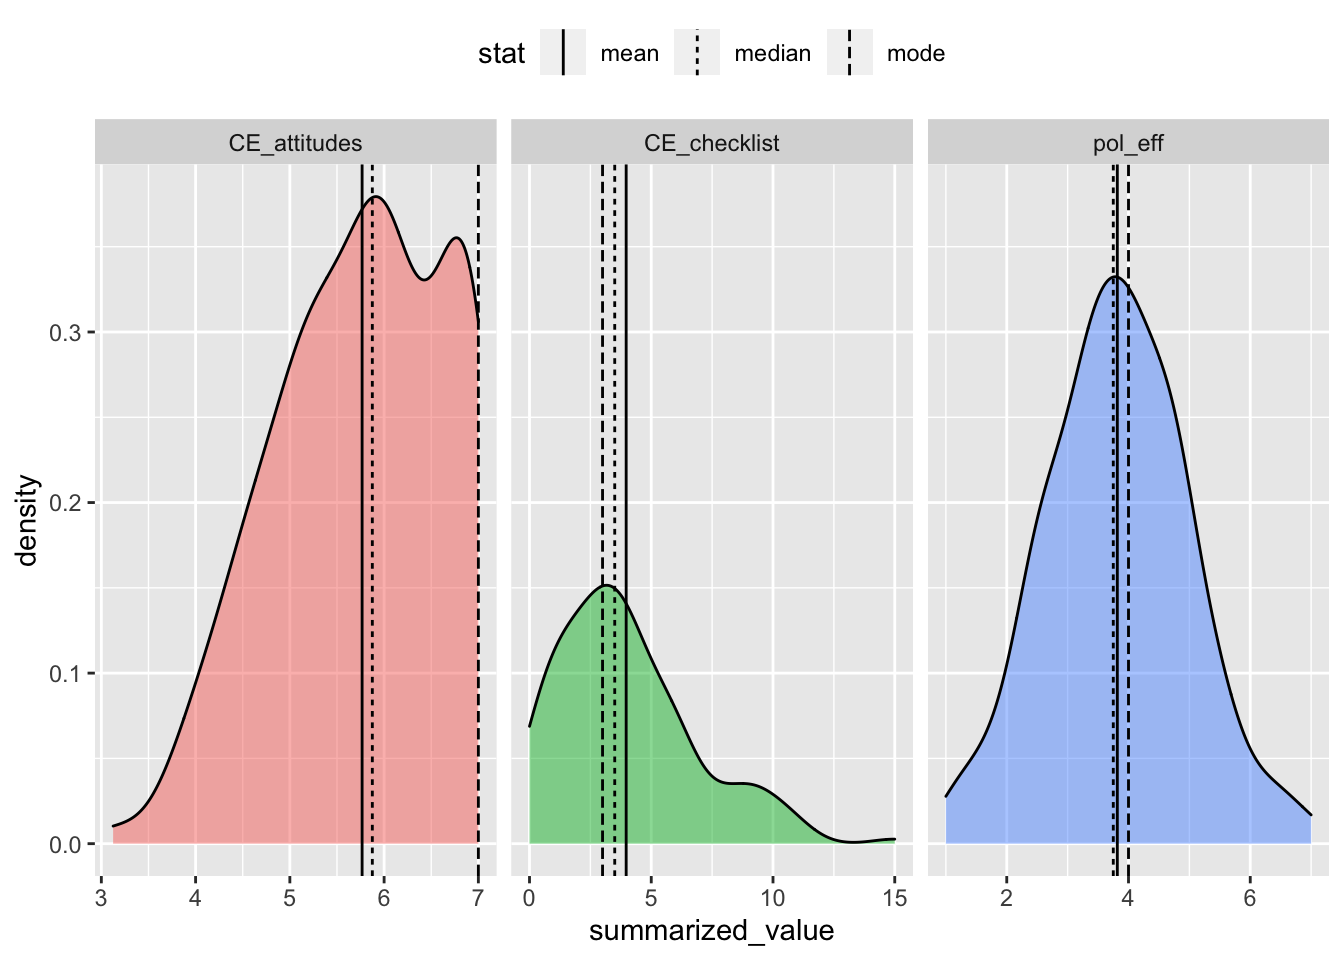 stat mean median mode
CE_attitudes CE_checklist pol_eff
density
0.3
0.2
0.1
0.0
3 4 5 6 7 0 5 10 15 2 4 6
summarized_value